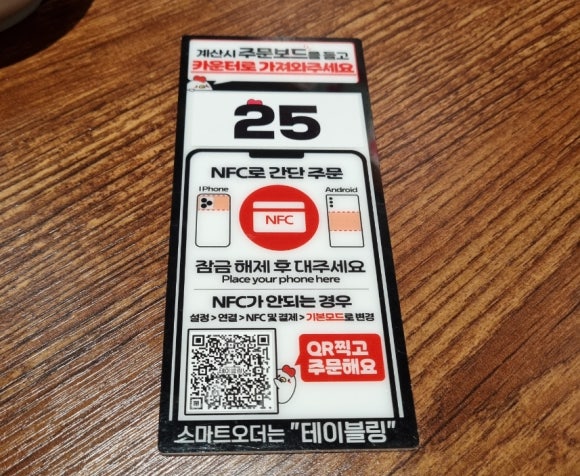 계산시 주문보드를 들고
카운터로 가져와주세요
25
NFC로 간단 주문
IPhone
Android
NFC
잠금 해제 후 대주세요
Place your phone here
NFC가 안되는 경우
설정 > 연결 > NFC 및 결제 > 기본모드로 변경
QR찍고
주문해요
스마트오더는 "테이블링"